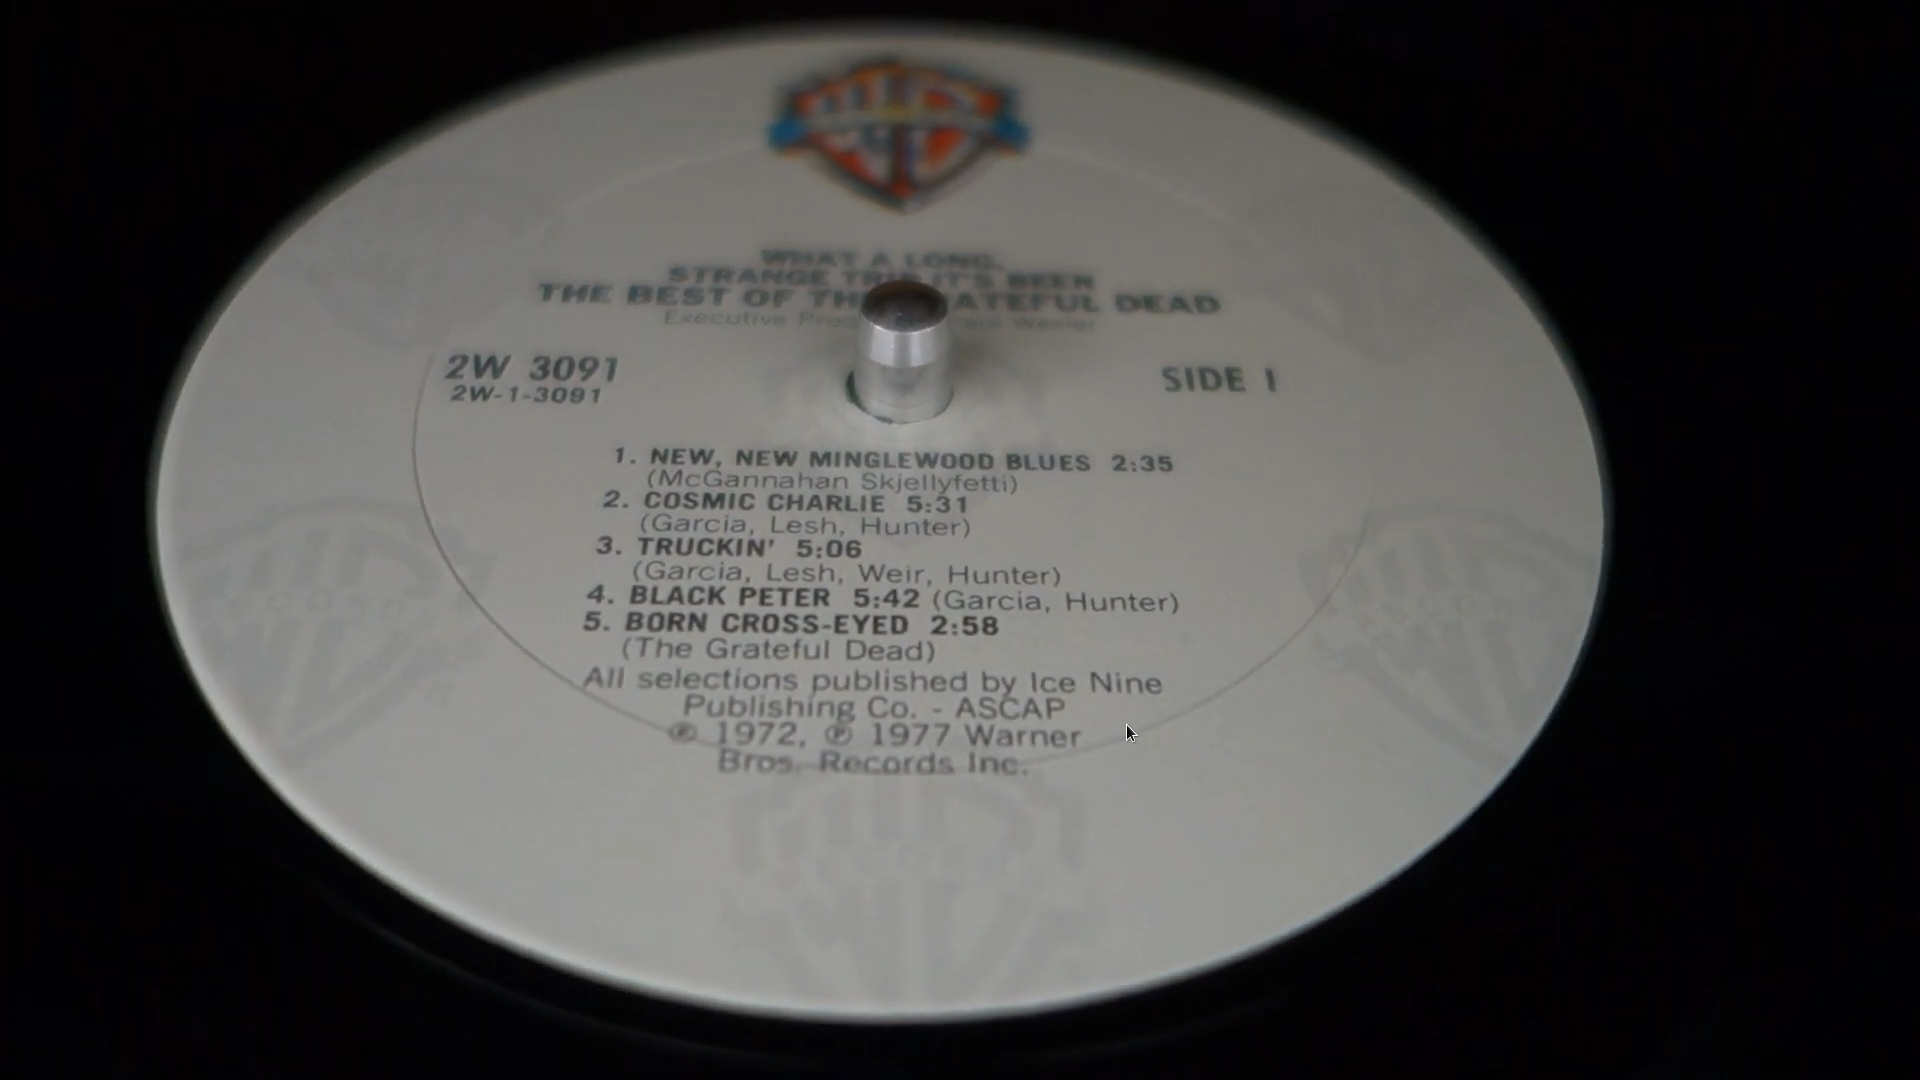 WHAT A LONG,
STRANGE TRIP IT'S BEEN
THE BEST OF THE GRATEFUL DEAD
Executive
2W 3091
2W-1-3091
SIDE 1
1. NEW, NEW MINGLEWOOD BLUES 2:35
(McGannahan Skjellyfetti)
2. COSMIC CHARLIE 5:31
(Garcia, Lesh, Hunter)
3. TRUCKIN' 5:06
(Garcia, Lesh, Weir, Hunter)
4. BLACK PETER 5:42 (Garcia, Hunter)
5. BORN CROSS-EYED 2:58
(The Grateful Dead)
All selections published by Ice Nine
Publishing Co. - ASCAP
℗ 1972, ℗ 1977 Warner
Bros. Records Inc.